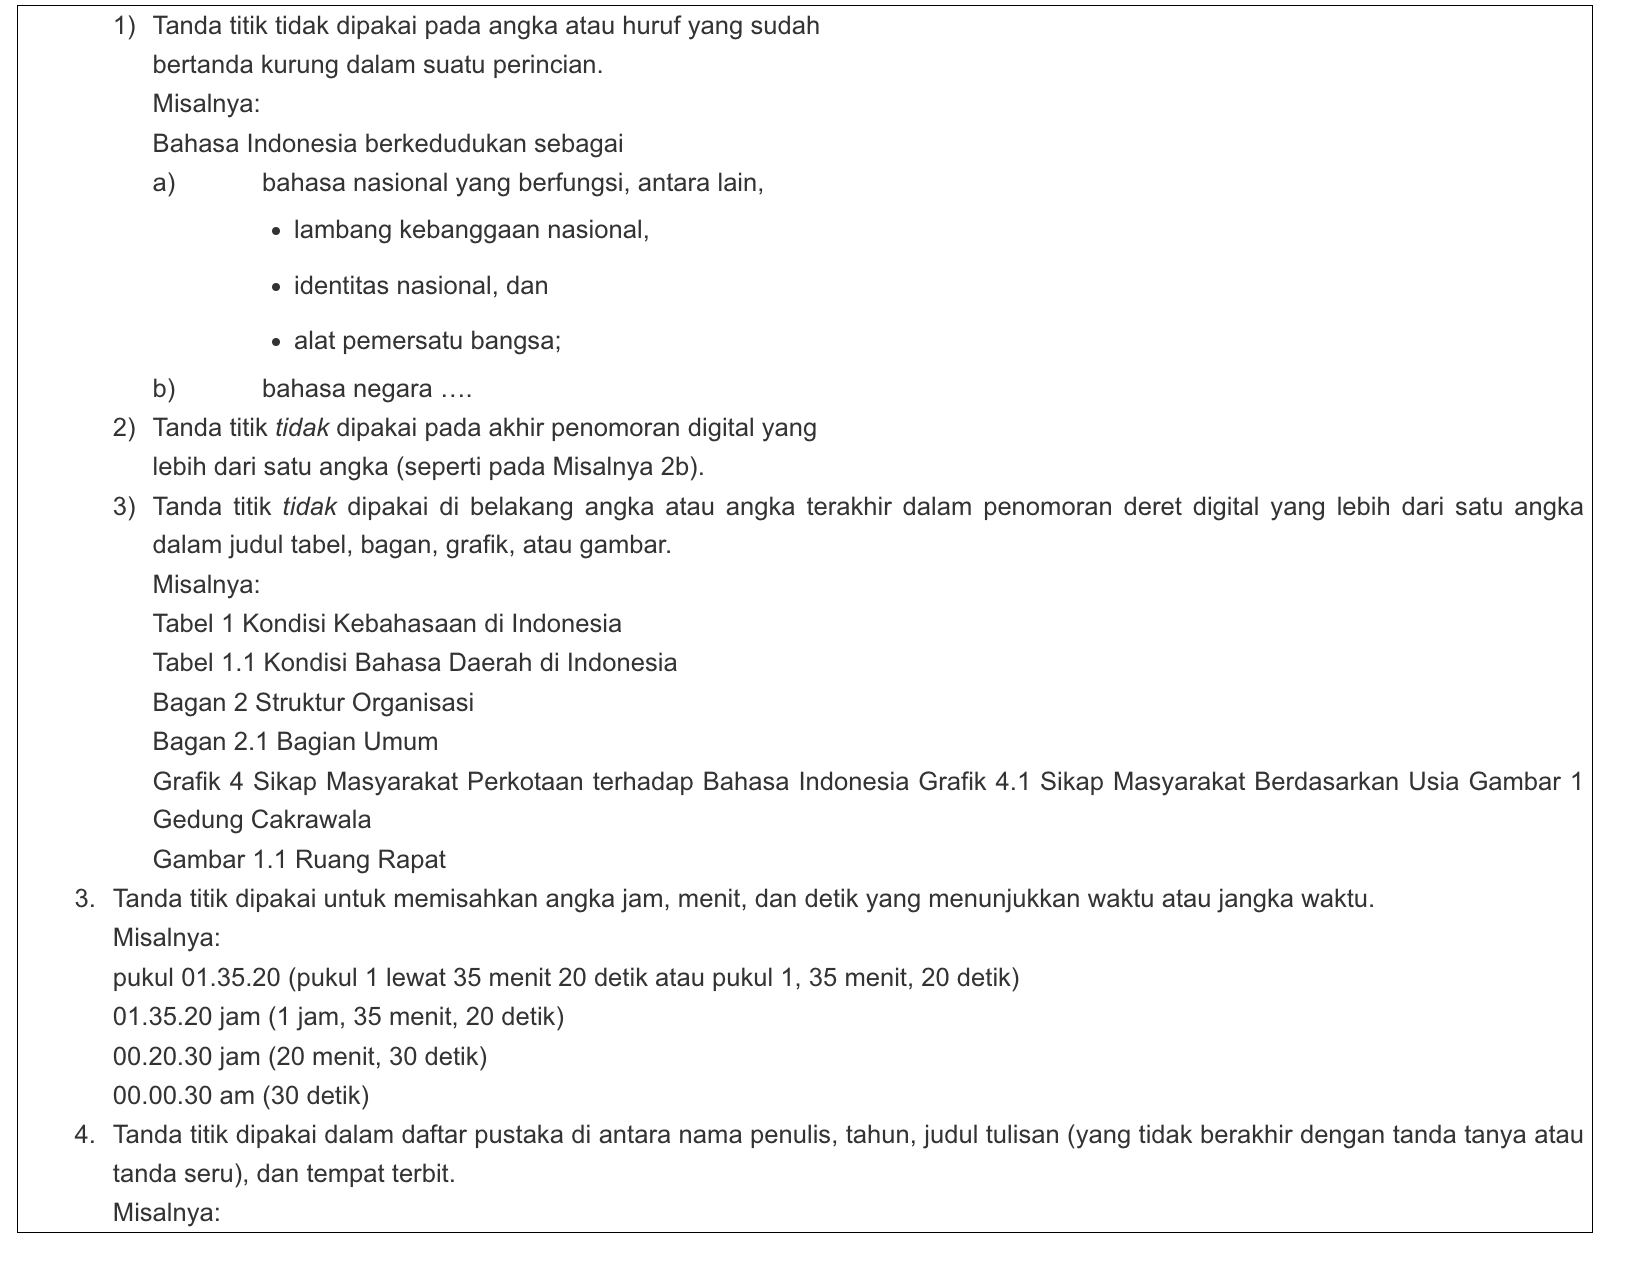 1) Tanda titik tidak dipakai pada angka atau huruf yang sudah
bertanda kurung dalam suatu perincian.
Misalnya:
Bahasa Indonesia berkedudukan sebagai
a) bahasa nasional yang berfungsi, antara lain,
• lambang kebanggaan nasional,
• identitas nasional, dan
• alat pemersatu bangsa;
b) bahasa negara ….
2) Tanda titik tidak dipakai pada akhir penomoran digital yang
lebih dari satu angka (seperti pada Misalnya 2b).
3) Tanda titik tidak dipakai di belakang angka atau angka terakhir dalam penomoran deret digital yang lebih dari satu angka
dalam judul tabel, bagan, grafik, atau gambar.
Misalnya:
Tabel 1 Kondisi Kebahasaan di Indonesia
Tabel 1.1 Kondisi Bahasa Daerah di Indonesia
Bagan 2 Struktur Organisasi
Bagan 2.1 Bagian Umum
Grafik 4 Sikap Masyarakat Perkotaan terhadap Bahasa Indonesia Grafik 4.1 Sikap Masyarakat Berdasarkan Usia Gambar 1
Gedung Cakrawala
Gambar 1.1 Ruang Rapat
3. Tanda titik dipakai untuk memisahkan angka jam, menit, dan detik yang menunjukkan waktu atau jangka waktu.
Misalnya:
pukul 01.35.20 (pukul 1 lewat 35 menit 20 detik atau pukul 1, 35 menit, 20 detik)
01.35.20 jam (1 jam, 35 menit, 20 detik)
00.20.30 jam (20 menit, 30 detik)
00.00.30 am (30 detik)
4. Tanda titik dipakai dalam daftar pustaka di antara nama penulis, tahun, judul tulisan (yang tidak berakhir dengan tanda tanya atau
tanda seru), dan tempat terbit.
Misalnya: